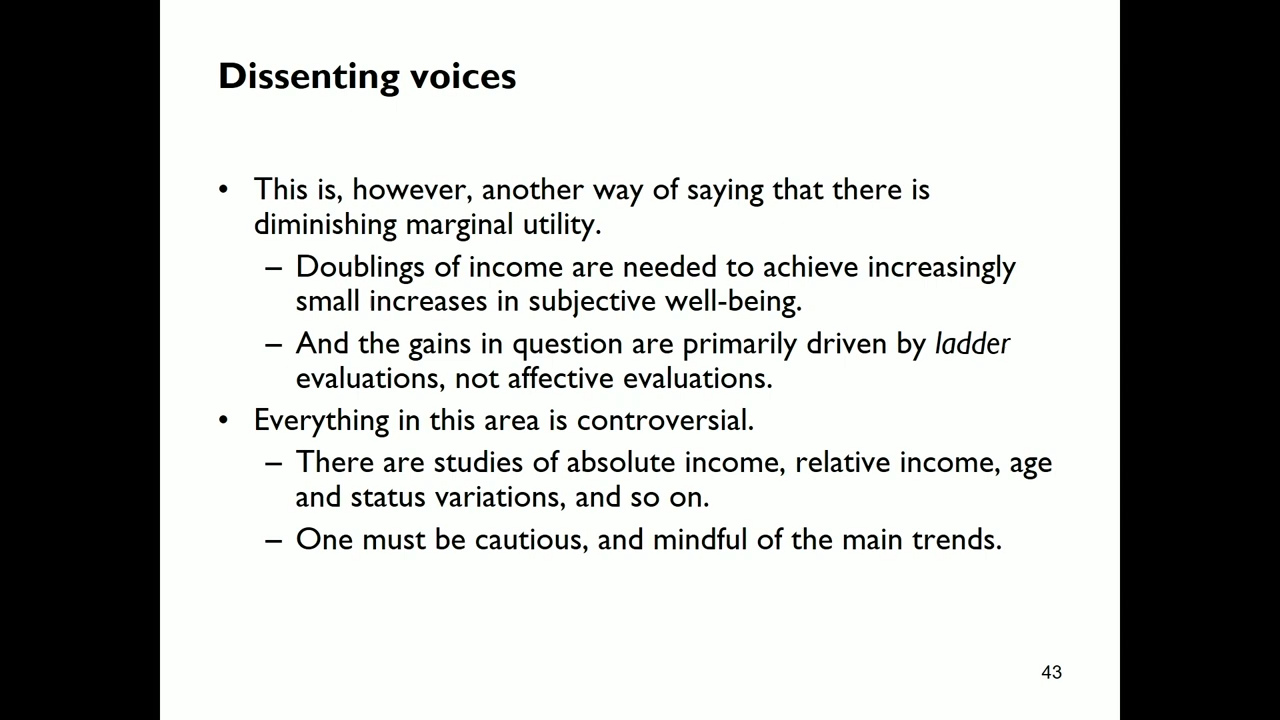 Dissenting voices
• This is, however, another way of saying that there is
diminishing marginal utility.
– Doublings of income are needed to achieve increasingly
small increases in subjective well-being.
– And the gains in question are primarily driven by ladder
evaluations, not affective evaluations.
• Everything in this area is controversial.
– There are studies of absolute income, relative income, age
and status variations, and so on.
– One must be cautious, and mindful of the main trends.
43